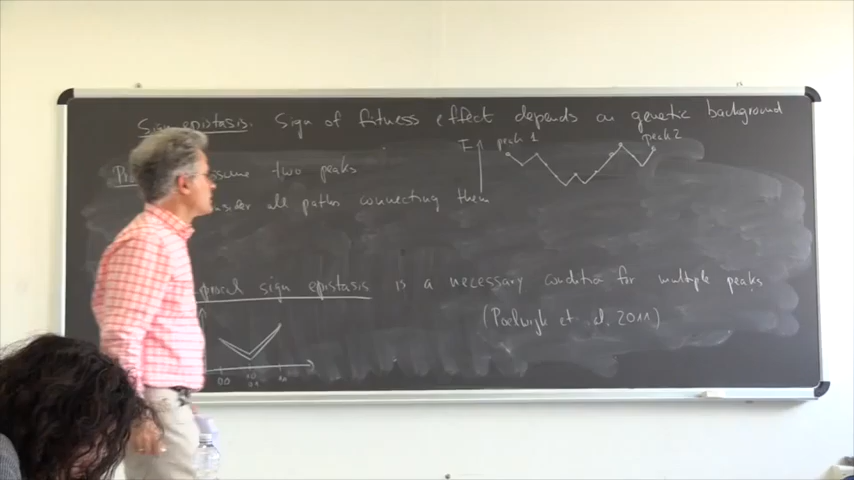 Sign epistasis. Sign of fitness effect depends on genetic background
F peak 1 peak 2
assume two peaks
consider all paths connecting them
Reciprocal sign epistasis is a necessary condition for multiple peaks
(Poelwijk et al. 2011)